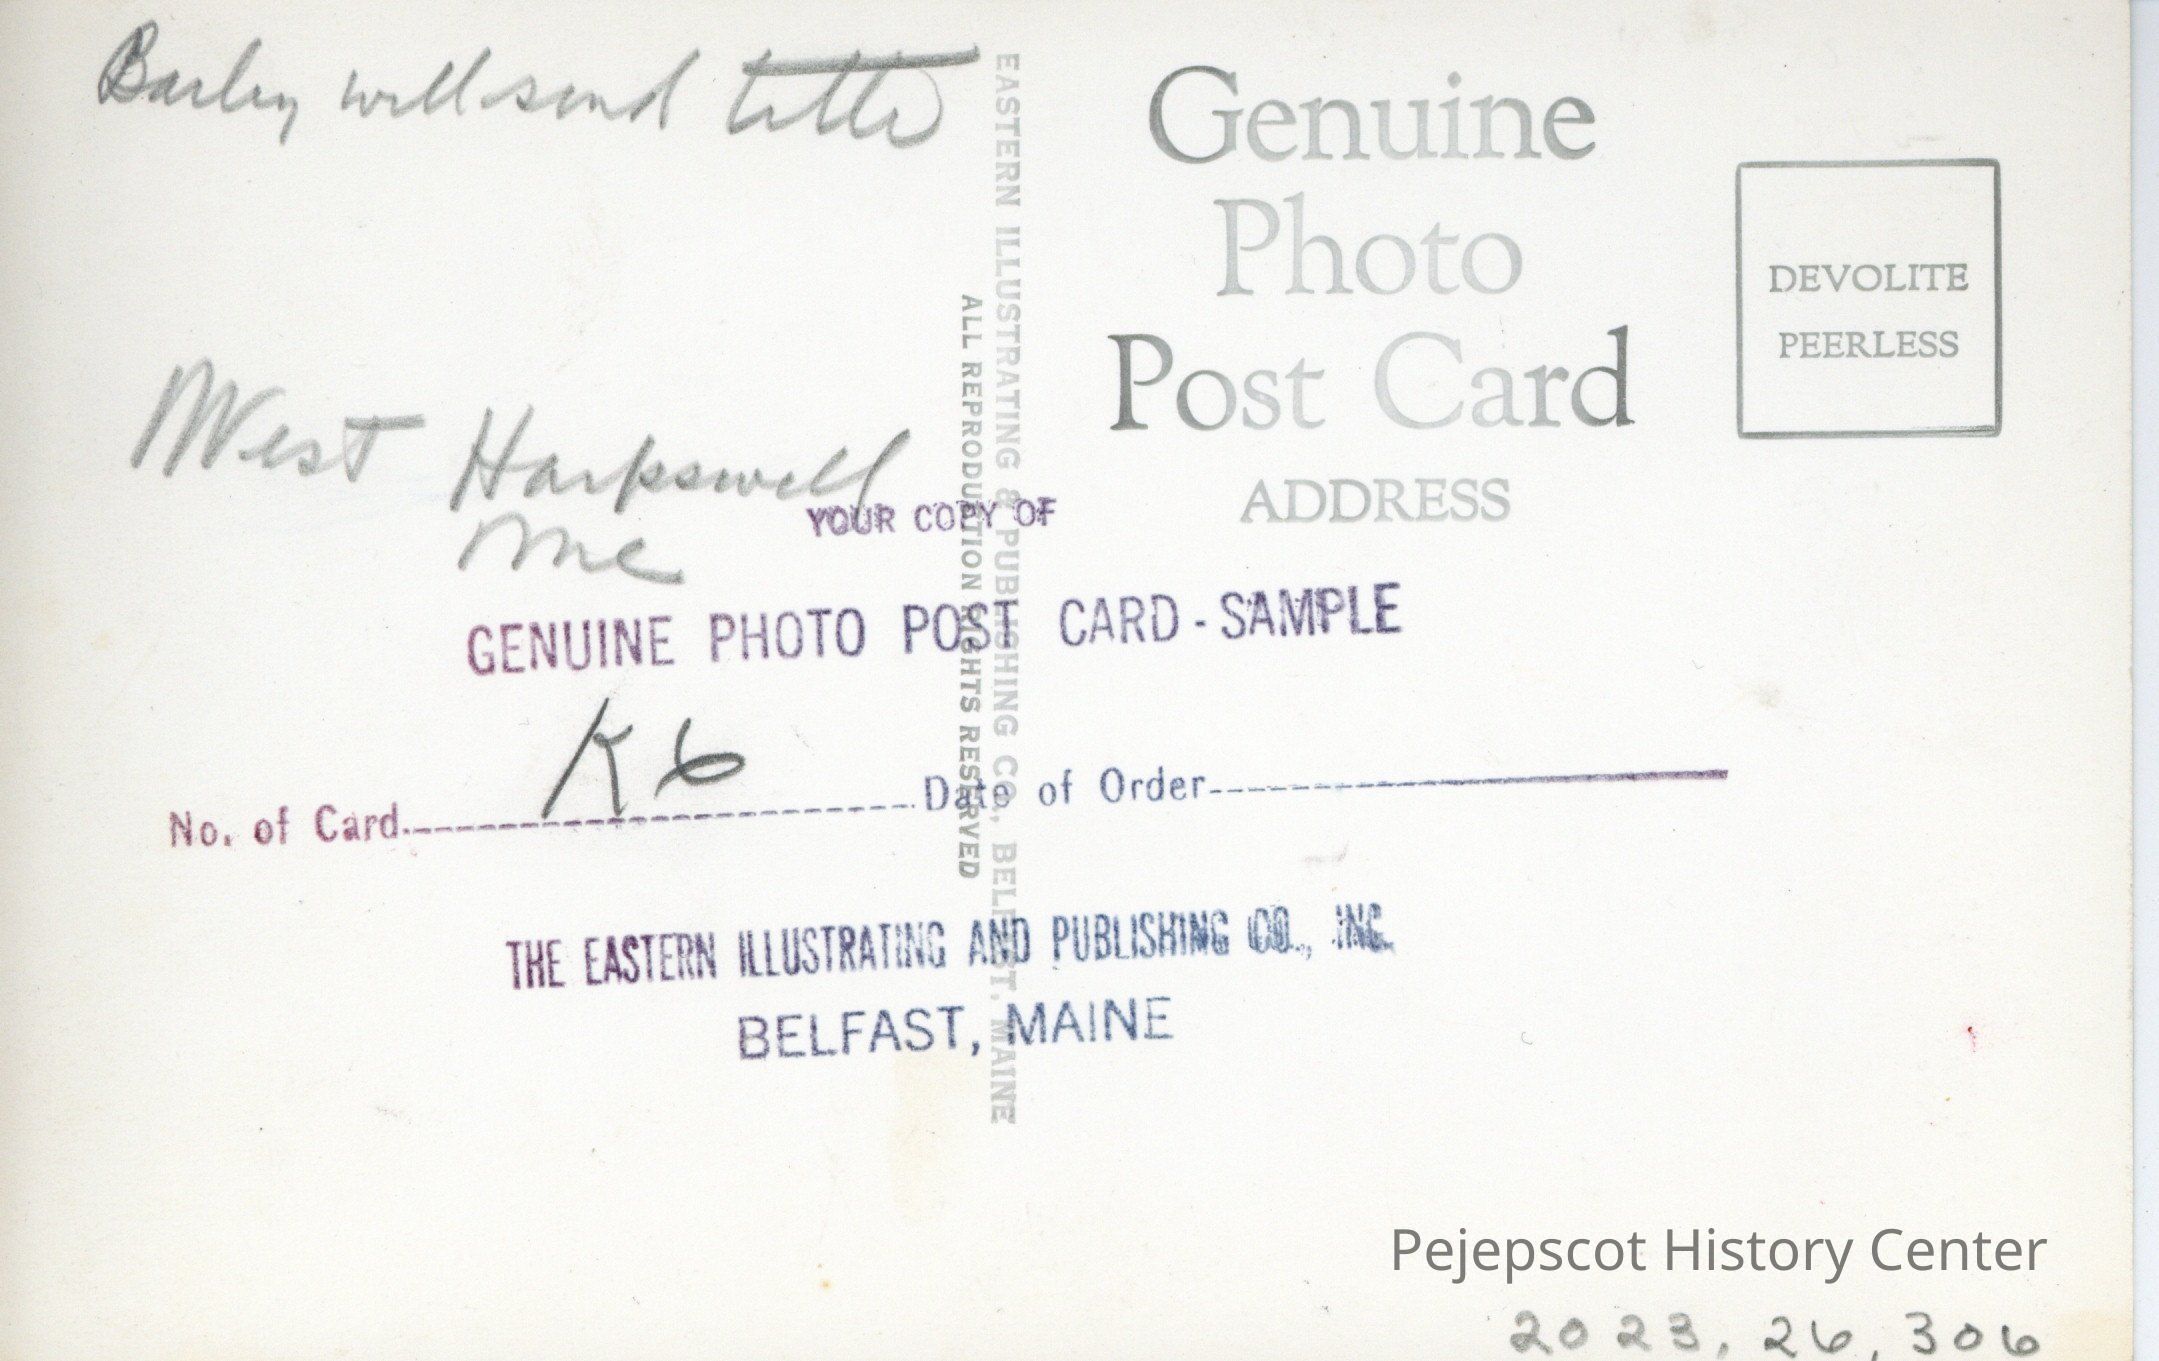 will send title
EASTERN ILLUSTRATING & PUBLISHING CO., BELFAST, MAINE
ALL REPRODUCTION RIGHTS RESERVED
Genuine
Photo
Post Card
ADDRESS
DEVOLITE
PEERLESS
West Harpswell
Me
YOUR COPY OF
GENUINE PHOTO POST CARD - SAMPLE
No. of Card K6 Date of Order
THE EASTERN ILLUSTRATING AND PUBLISHING CO., INC.
BELFAST, MAINE
Pejepscot History Center
2023.26.306